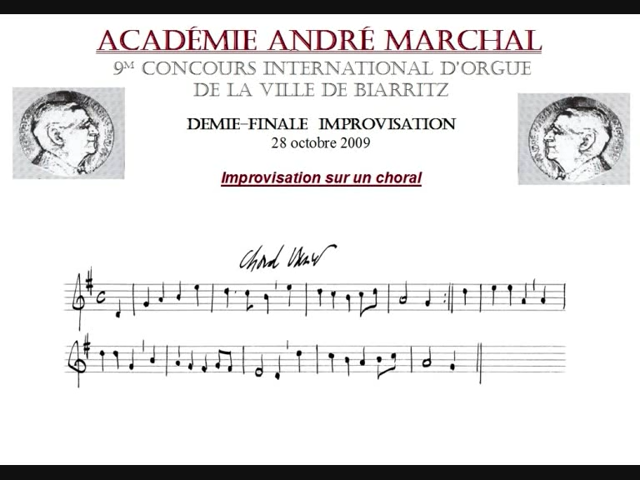 ACADÉMIE ANDRÉ MARCHAL
9M CONCOURS INTERNATIONAL D'ORGUE
DE LA VILLE DE BIARRITZ
DEMIE-FINALE IMPROVISATION
28 octobre 2009
Improvisation sur un choral
Choral